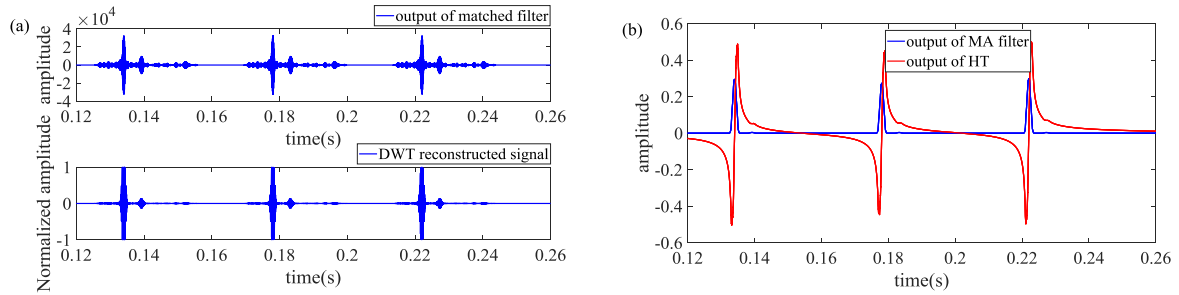 (a)
×10⁴
output of matched filter
amplitude
4
2
0
-2
-4
0.12 0.14 0.16 0.18 0.2 0.22 0.24 0.26
time(s)
DWT reconstructed signal
Normalized amplitude
1
0
-1
0.12 0.14 0.16 0.18 0.2 0.22 0.24 0.26
time(s)
(b)
output of MA filter
output of HT
amplitude
0.6
0.4
0.2
0
-0.2
-0.4
-0.6
0.12 0.14 0.16 0.18 0.2 0.22 0.24 0.26
time(s)